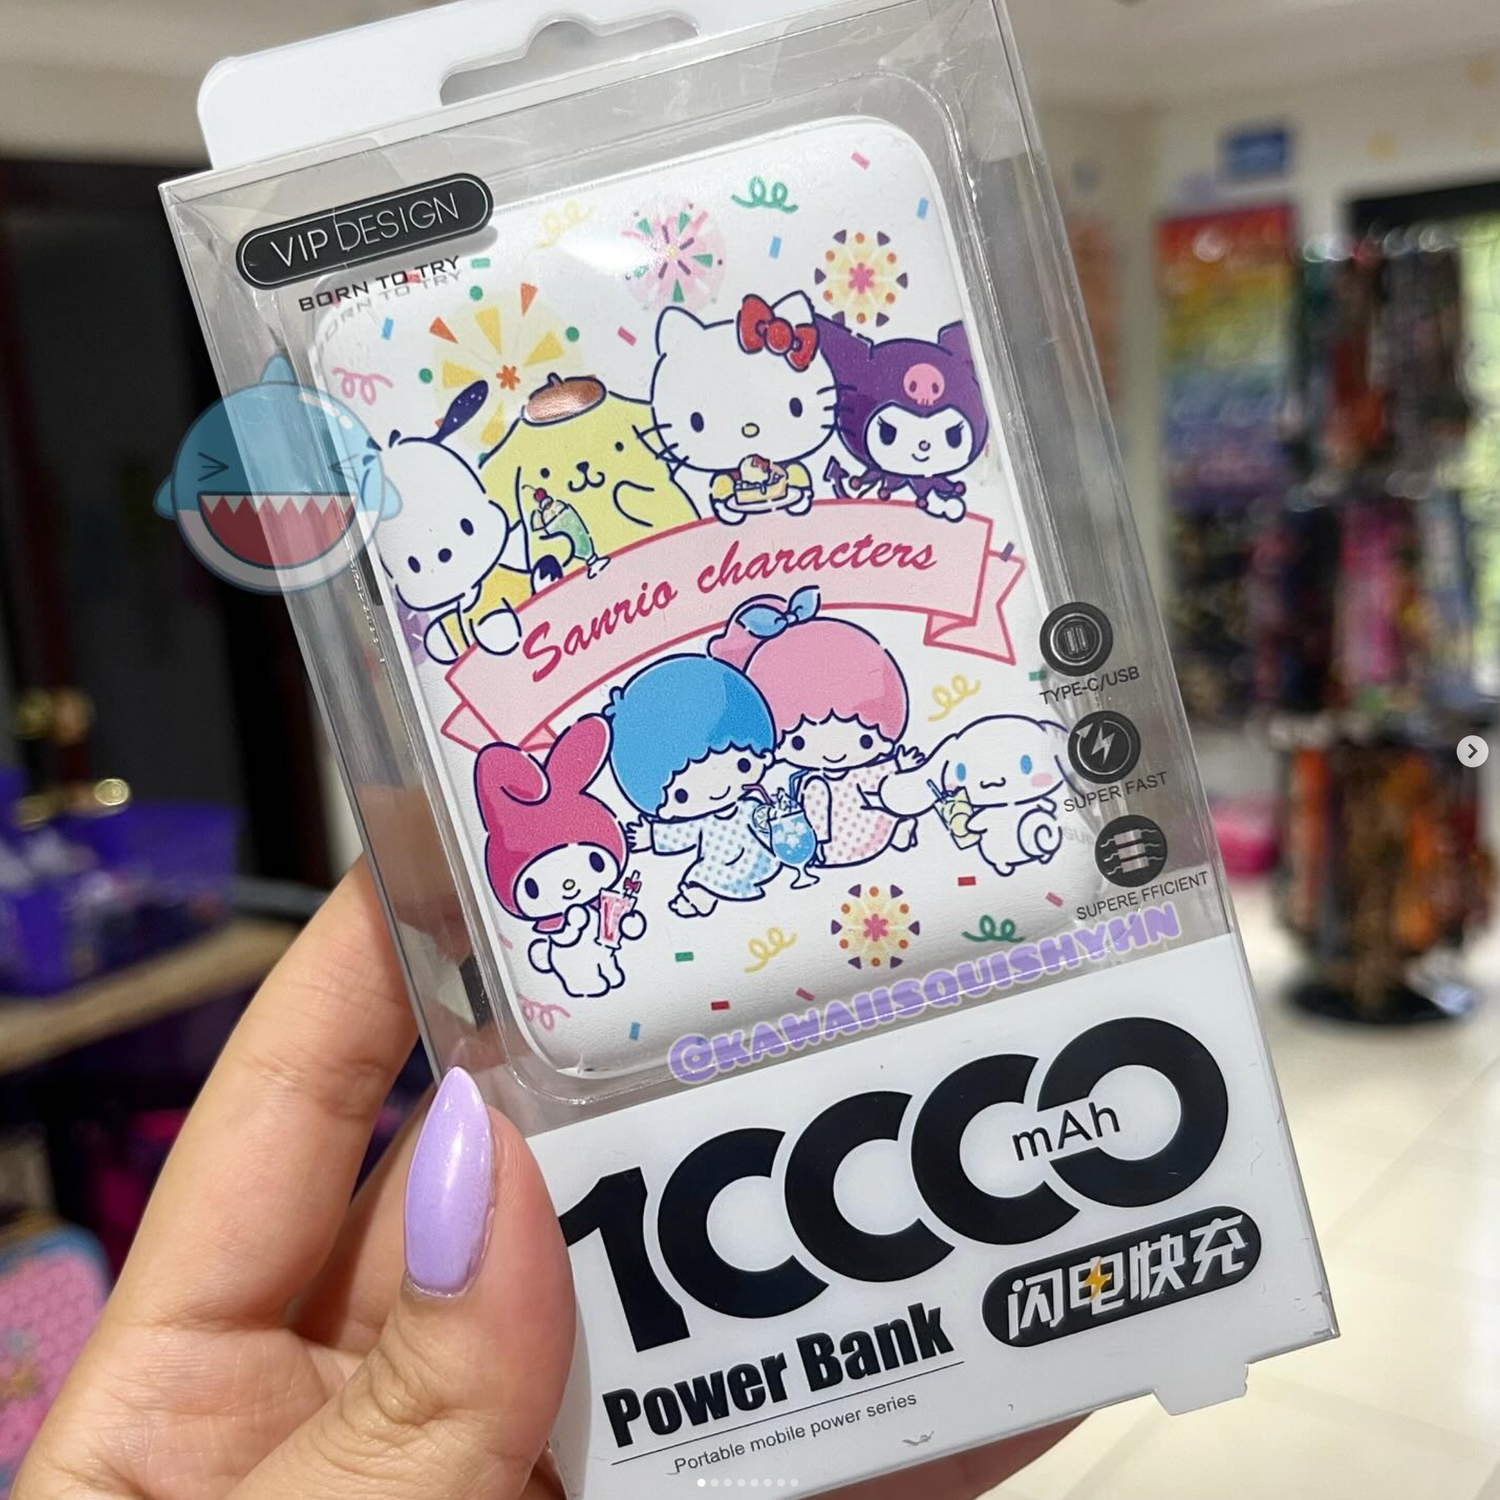 VIP DESIGN
BORN TO TRY
Sanrio characters
TYPE-C/USB
SUPER FAST
SUPERE FFICIENT
@KAWAIISQUISHYHN
10000
mAh
闪电快充
Power Bank
Portable mobile power series